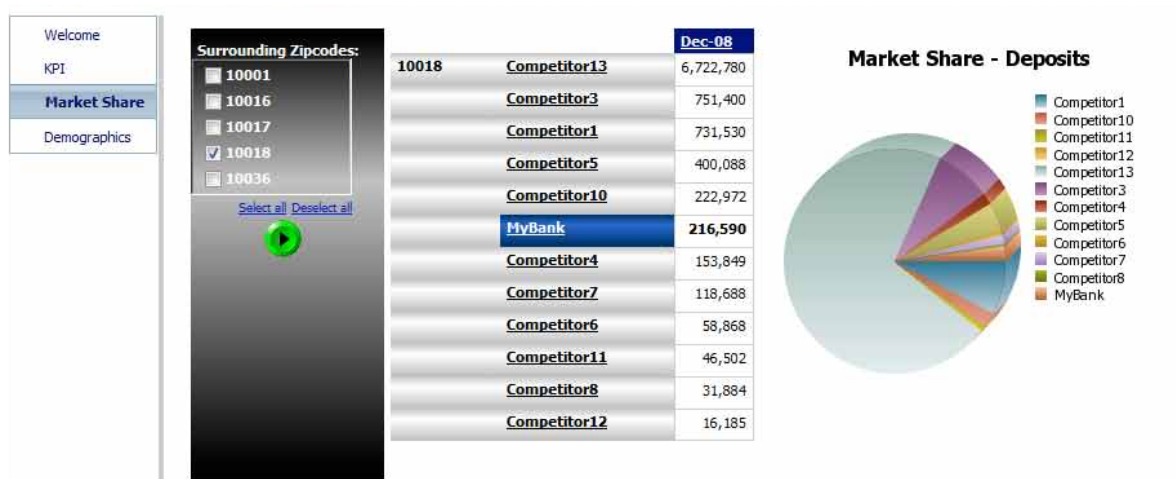 Welcome
KPI
Market Share
Demographics
Surrounding Zipcodes:
10001
10016
10017
10018
10036
Select all Deselect all
Dec-08
10018 Competitor13 6,722,780
Competitor3 751,400
Competitor1 731,530
Competitor5 400,088
Competitor10 222,972
MyBank 216,590
Competitor4 153,849
Competitor7 118,688
Competitor6 58,868
Competitor11 46,502
Competitor8 31,884
Competitor12 16,185
Market Share - Deposits
Competitor1
Competitor10
Competitor11
Competitor12
Competitor13
Competitor3
Competitor4
Competitor5
Competitor6
Competitor7
Competitor8
MyBank